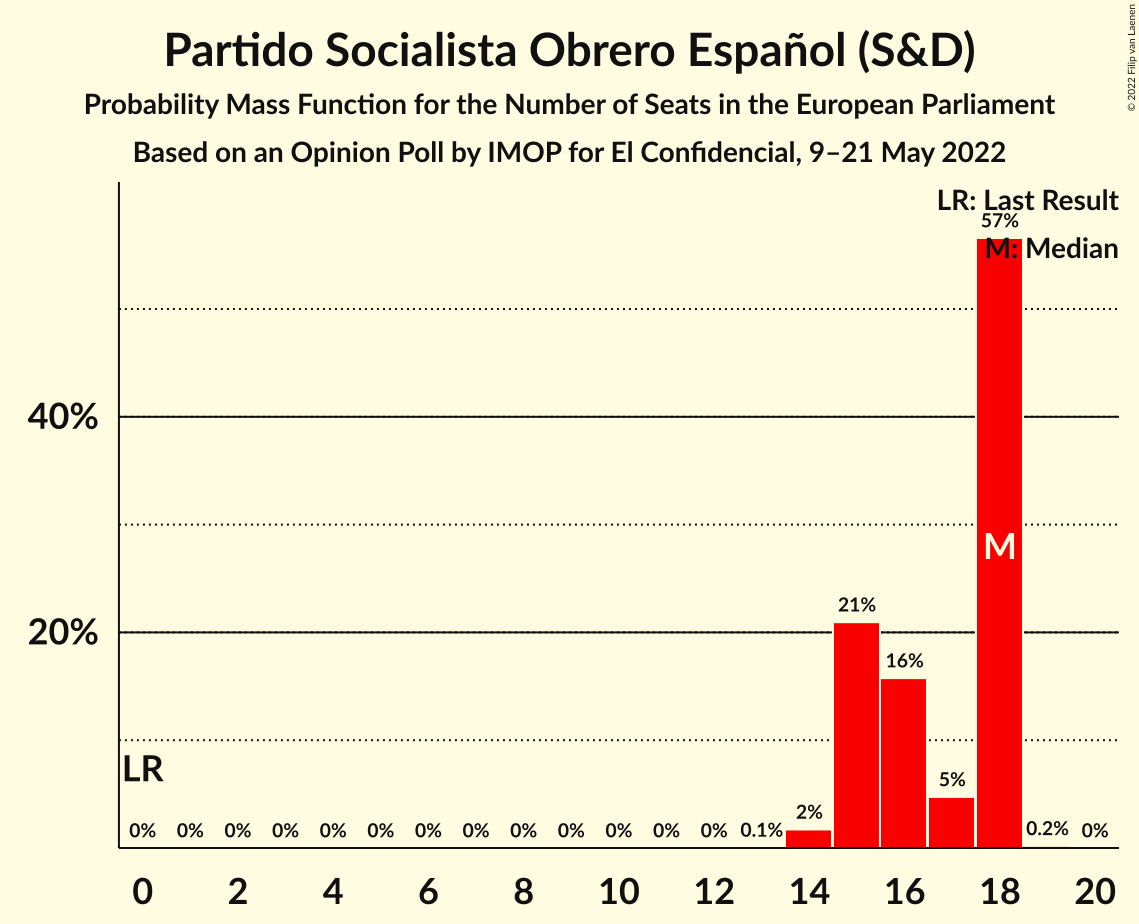 Partido Socialista Obrero Español (S&D)
Probability Mass Function for the Number of Seats in the European Parliament
Based on an Opinion Poll by IMOP for El Confidencial, 9–21 May 2022
© 2022 Filip van Laenen
LR: Last Result
M: Median
57%
40%
20%
M
21%
16%
5%
2%
LR
0% 0% 0% 0% 0% 0% 0% 0% 0% 0% 0% 0% 0% 0.1% 0.2% 0%
0 2 4 6 8 10 12 14 16 18 20